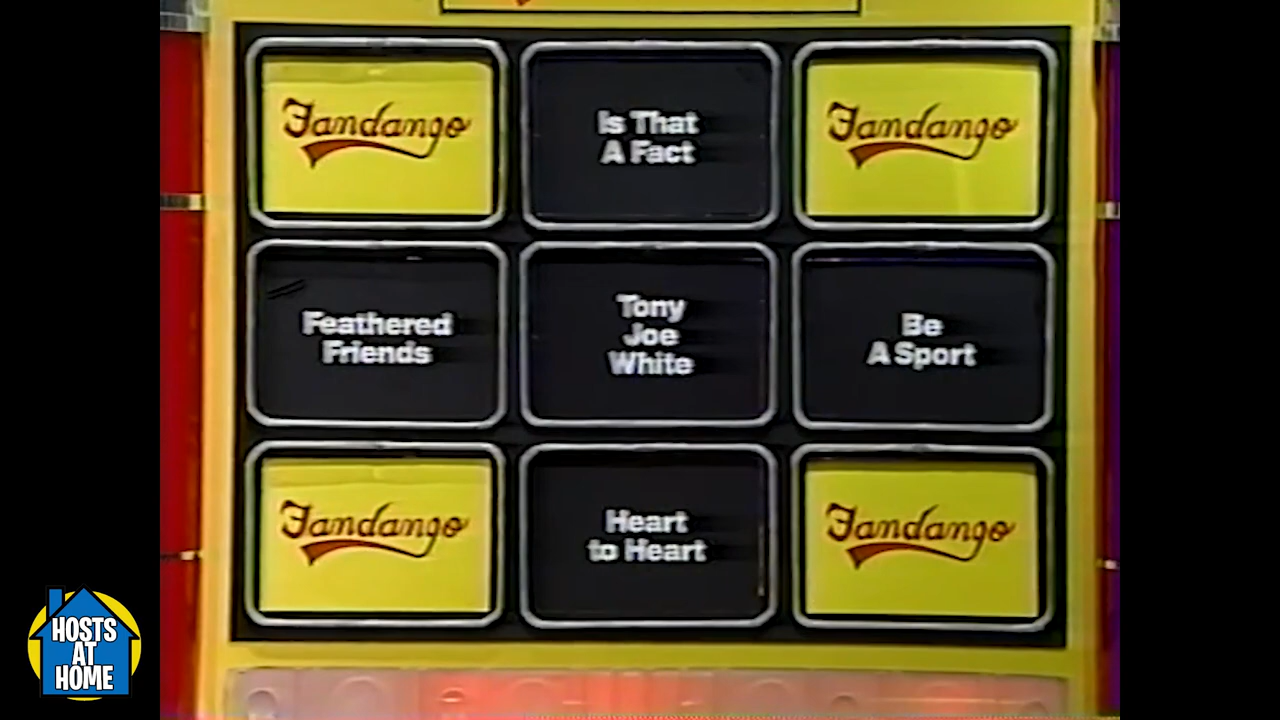 Fandango
Is That
A Fact
Fandango
Feathered
Friends
Tony
Joe
White
Be
A Sport
Fandango
Heart
to Heart
Fandango
HOSTS
AT
HOME